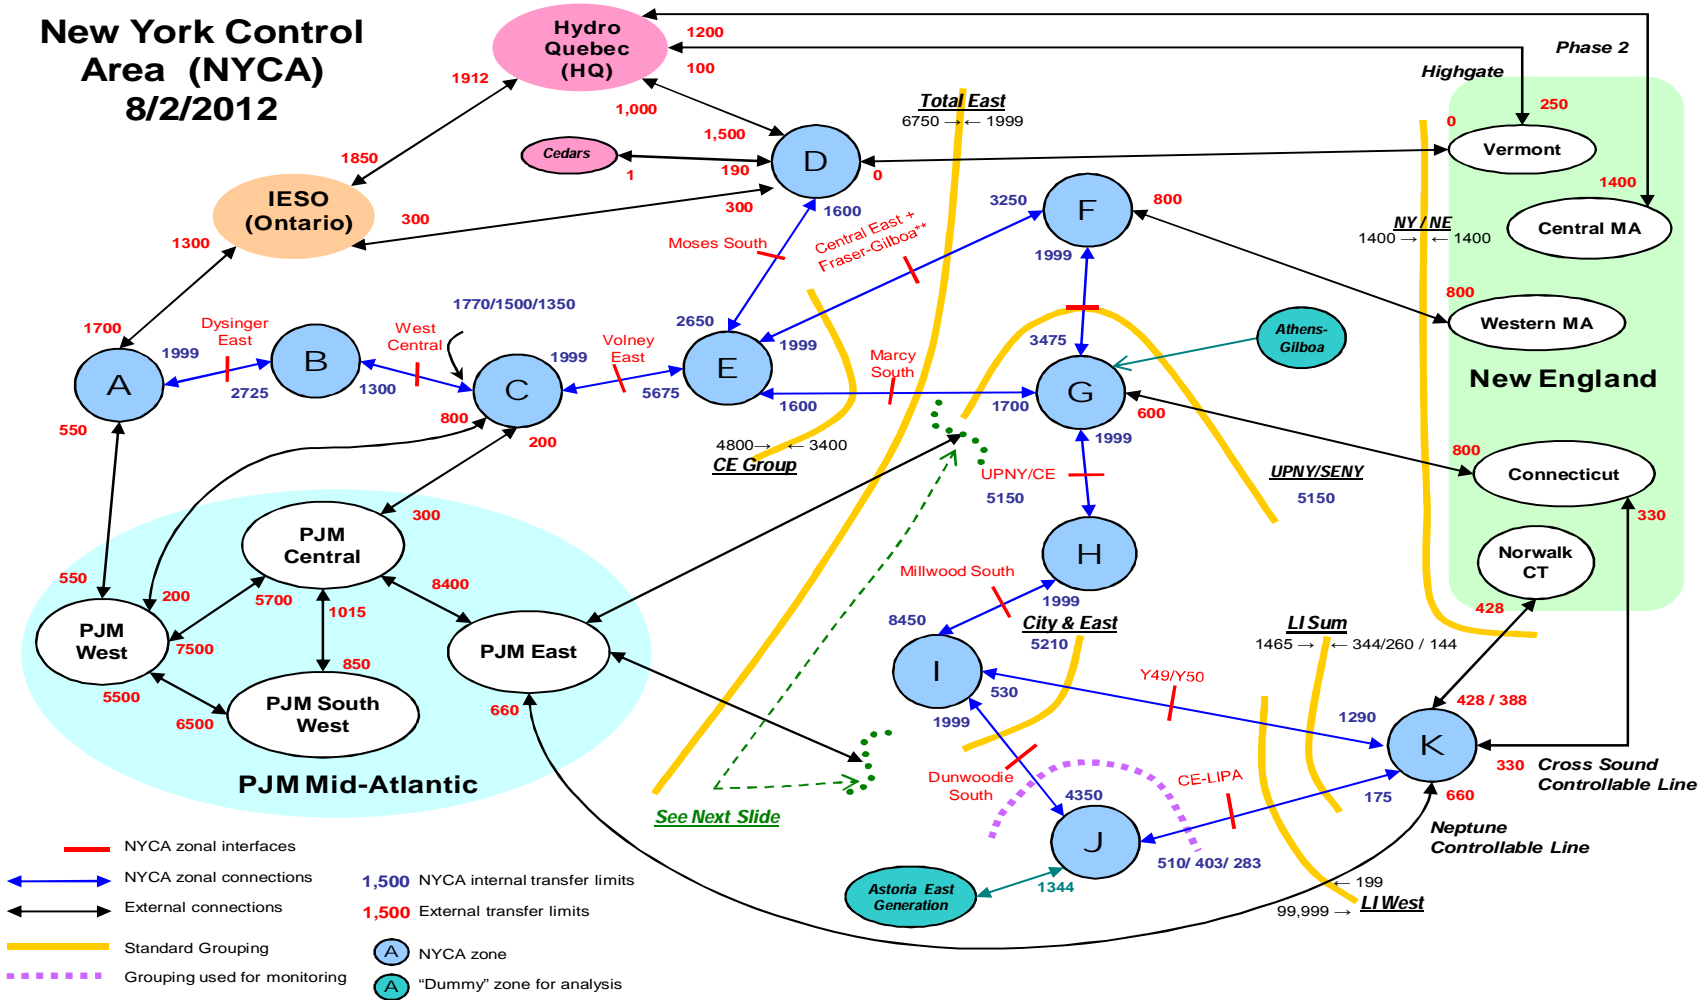 New York Control
Area (NYCA)
8/2/2012
Hydro
Quebec
(HQ)
1200
100
Phase 2
Highgate
1912
1,000
1,500
Total East
6750 →← 1999
250
0
Vermont
Cedars
1
190
D
0
1850
IESO
(Ontario)
300
300
1600
3250
F
800
1400
Central MA
NY / NE
1400 → ← 1400
1300
Moses South
Central East +
Fraser-Gilboa**
1999
1770/1500/1350
1700
Dysinger
East
West
Central
1999
1999
Volney
East
2650
1999
Marcy
South
3475
Athens-
Gilboa
800
Western MA
A
B
C
E
G
New England
2725
1300
5675
1600
1700
600
550
800
200
4800→ ← 3400
CE Group
1999
UPNY/CE
5150
UPNY/SENY
5150
800
Connecticut
330
300
PJM
Central
H
Norwalk
CT
550
200
5700
1015
8400
Millwood South
1999
428
8450
City & East
5210
LI Sum
1465 → ← 344/260 / 144
PJM
West
7500
850
PJM East
I
530
Y49/Y50
5500
6500
PJM South
West
660
1999
1290
428 / 388
K
330
Cross Sound
Controllable Line
PJM Mid-Atlantic
Dunwoodie
South
CE-LIPA
4350
175
660
See Next Slide
J
Neptune
Controllable Line
510/ 403/ 283
1344
Astoria East
Generation
← 199
99,999 →
LI West
NYCA zonal interfaces
NYCA zonal connections
1,500 NYCA internal transfer limits
External connections
1,500 External transfer limits
Standard Grouping
A NYCA zone
Grouping used for monitoring
A "Dummy" zone for analysis